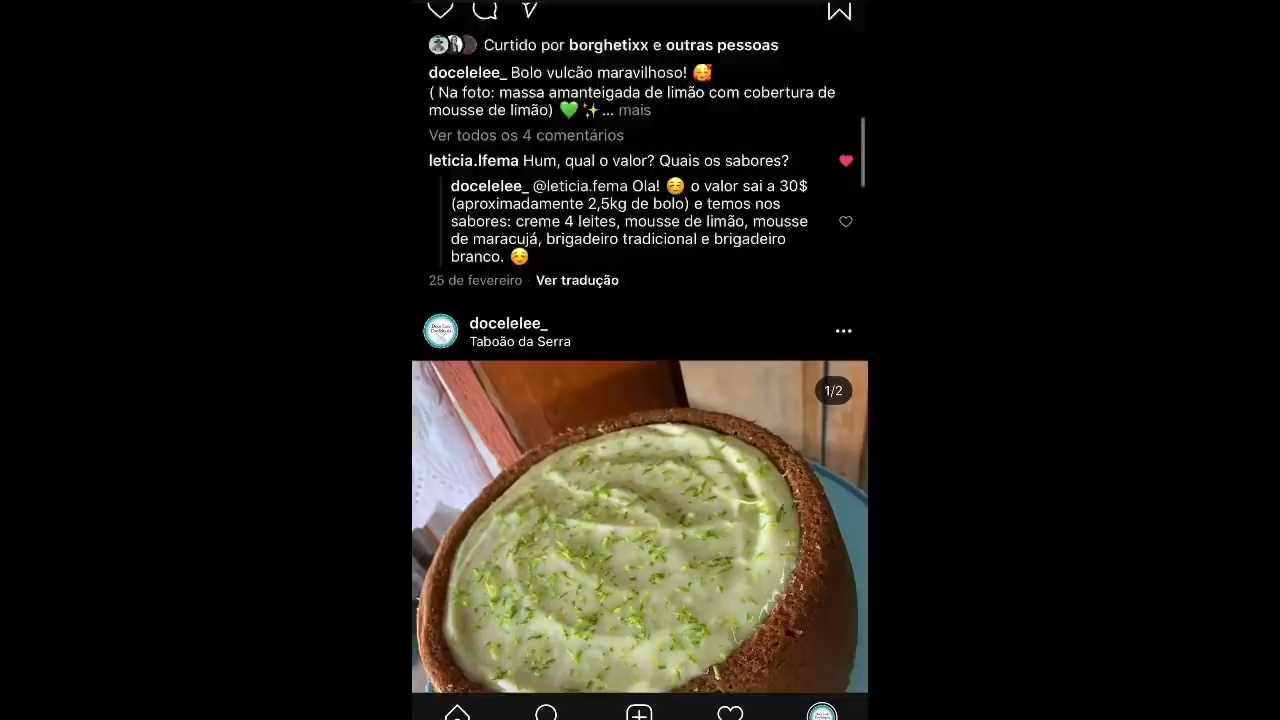 Curtido por borghetixx e outras pessoas
docelelee_ Bolo vulcão maravilhoso! 🥰
( Na foto: massa amanteigada de limão com cobertura de
mousse de limão) 💚✨... mais
Ver todos os 4 comentários
leticia.lfema Hum, qual o valor? Quais os sabores?
docelelee_ @leticia.fema Ola! ☺️ o valor sai a 30$
(aproximadamente 2,5kg de bolo) e temos nos
sabores: creme 4 leites, mousse de limão, mousse
de maracujá, brigadeiro tradicional e brigadeiro
branco. ☺️
25 de fevereiro · Ver tradução
docelelee_
Taboão da Serra
1/2